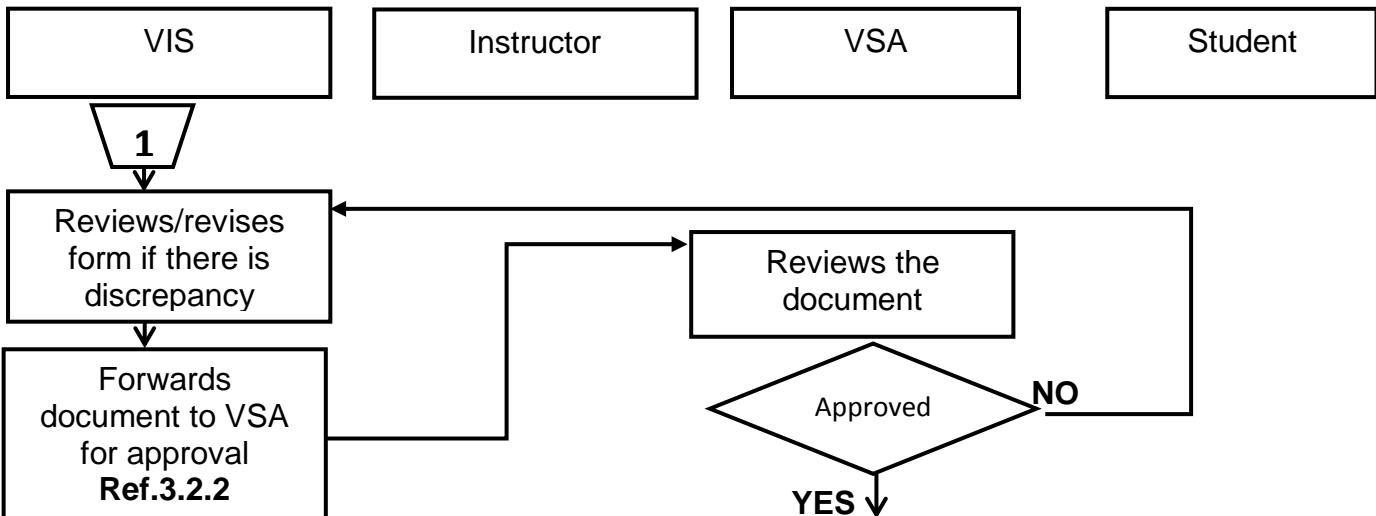 VIS
Instructor
VSA
Student
1
Reviews/revises
form if there is
discrepancy
Reviews the
document
Forwards
document to VSA
for approval
Ref.3.2.2
Approved
NO
YES